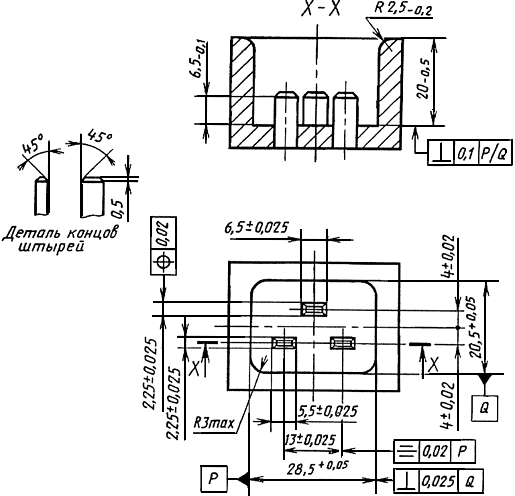 X-X
R2,5-0,2
6,5-0,1
20-0,5
⊥ 0,1 P/Q
45° 45°
0,5
Деталь концов
штырей
⌖ 0,02
6,5±0,025
4±0,02
20,5+0,05
2,25±0,025
2,25±0,025
X X
4±0,02
R3max
5,5±0,025
Q
13±0,025
⌯ 0,02 P
P
28,5+0,05
⊥ 0,025 Q